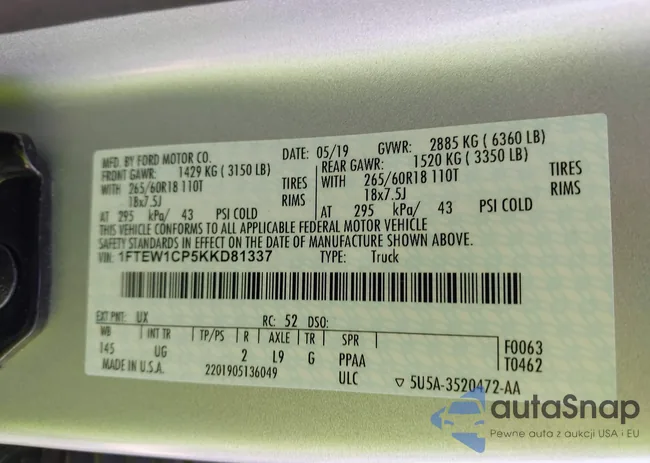 MFD. BY FORD MOTOR CO.
DATE: 05/19 GVWR: 2885 KG ( 6360 LB)
FRONT GAWR: 1429 KG ( 3150 LB) REAR GAWR: 1520 KG ( 3350 LB)
WITH 265/60R18 110T TIRES WITH 265/60R18 110T TIRES
18x7.5J RIMS 18x7.5J RIMS
AT 295 kPa/ 43 PSI COLD AT 295 kPa/ 43 PSI COLD
THIS VEHICLE CONFORMS TO ALL APPLICABLE FEDERAL MOTOR VEHICLE
SAFETY STANDARDS IN EFFECT ON THE DATE OF MANUFACTURE SHOWN ABOVE.
VIN: 1FTEW1CP5KKD81337 TYPE: Truck
EXT PNT: UX RC: 52 DSO:
WB INT TR TP/PS R AXLE TR SPR F0063
145 UG 2 L9 G PPAA T0462
MADE IN U.S.A. 2201905136049 ULC ▽ 5U5A-3520472-AA
autaSnap
Pewne auta z aukcji USA i EU